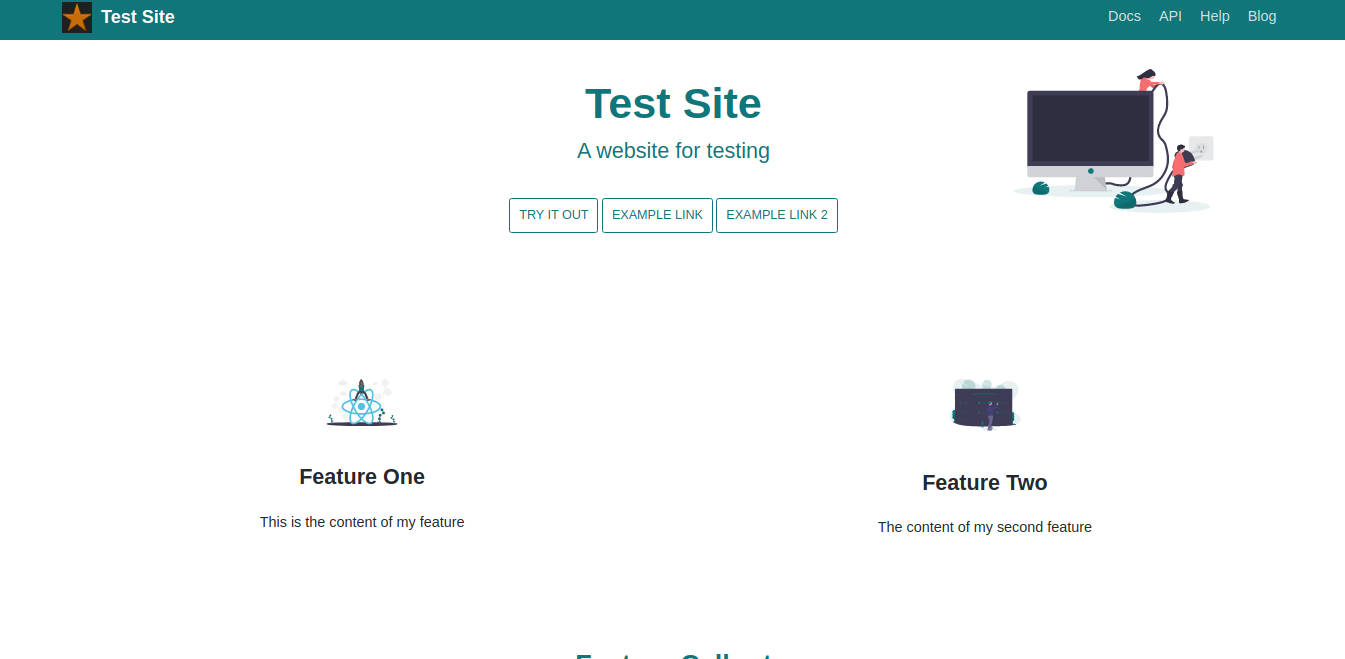 Test Site
Docs API Help Blog
Test Site
A website for testing
TRY IT OUT EXAMPLE LINK EXAMPLE LINK 2
Feature One
Feature Two
This is the content of my feature
The content of my second feature